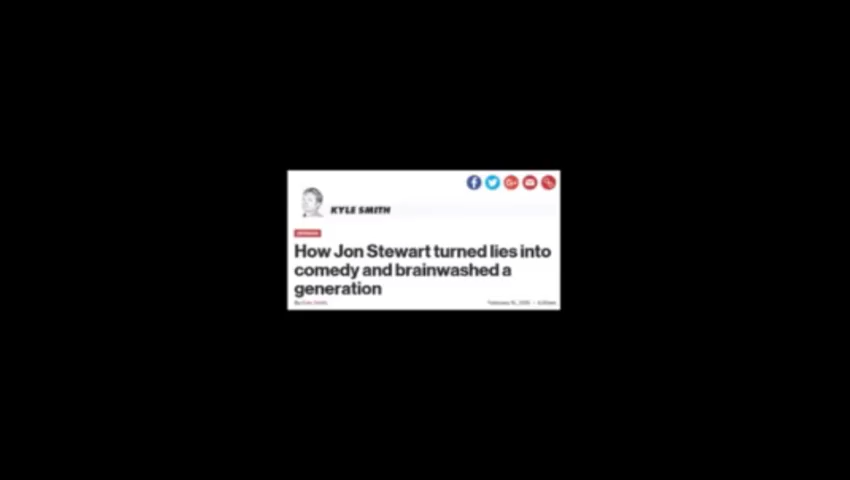 KYLE SMITH
How Jon Stewart turned lies into
comedy and brainwashed a
generation